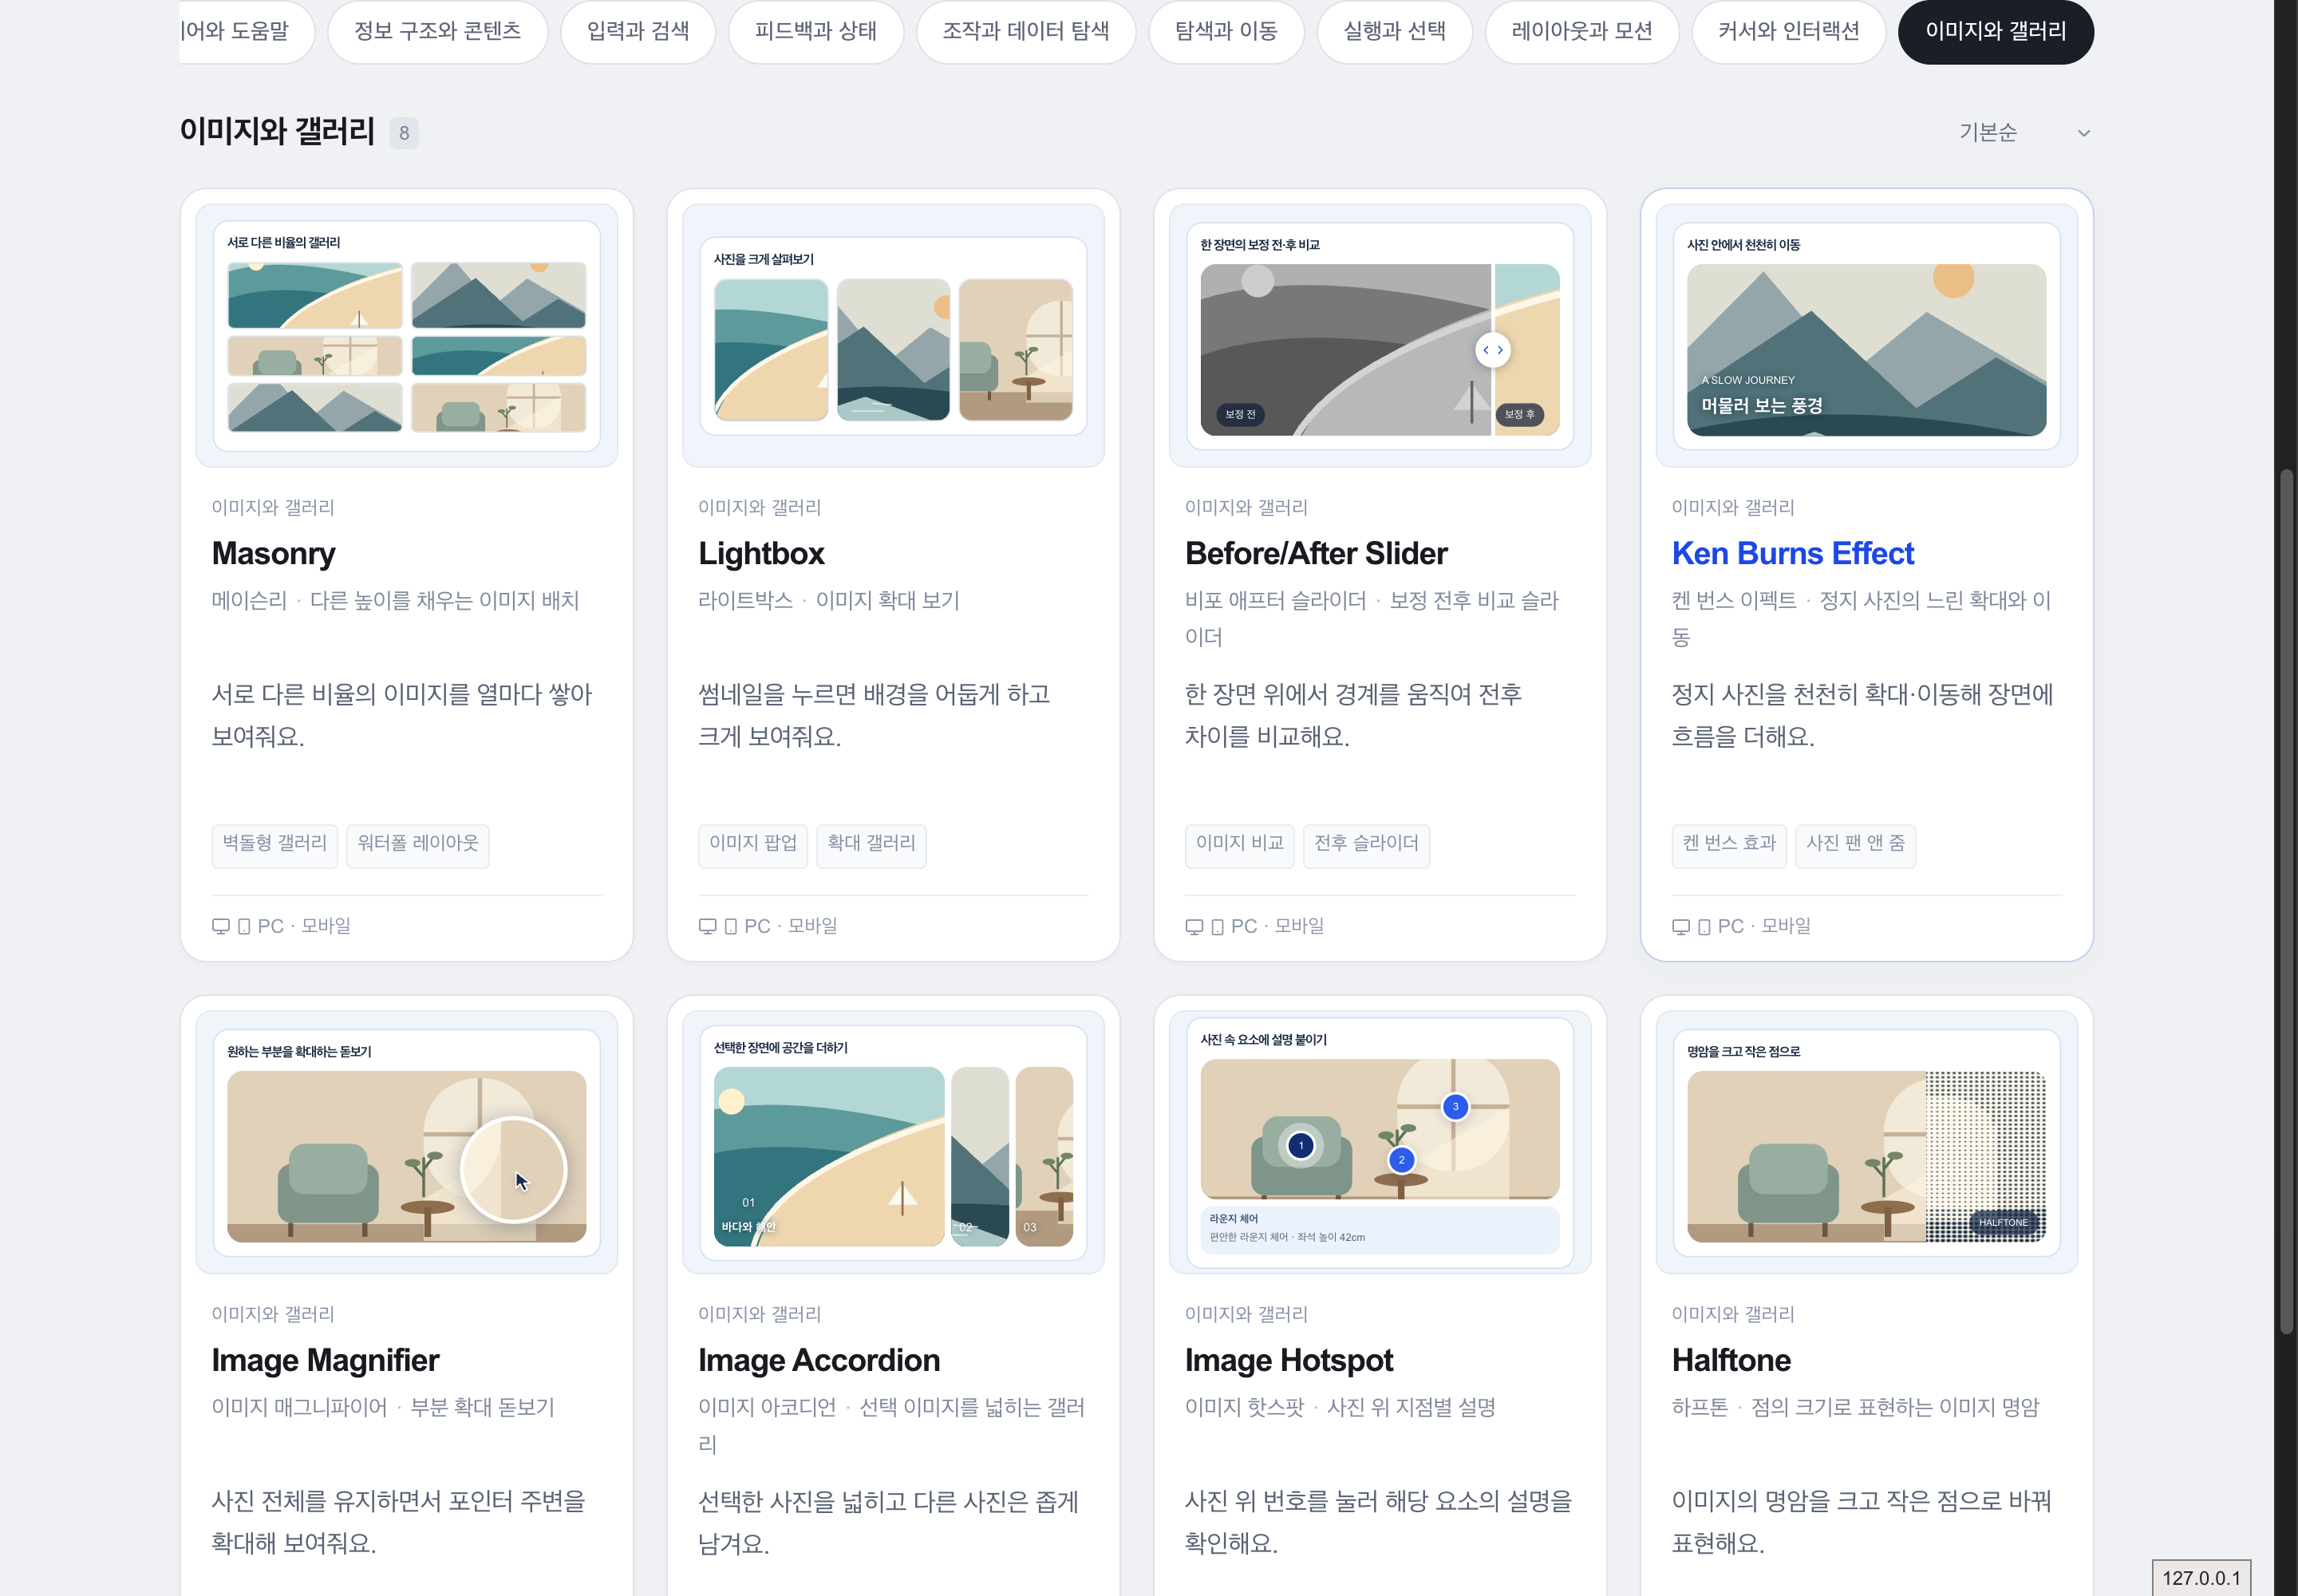 어와 도움말
정보 구조와 콘텐츠
입력과 검색
피드백과 상태
조작과 데이터 탐색
탐색과 이동
실행과 선택
레이아웃과 모션
커서와 인터랙션
이미지와 갤러리
이미지와 갤러리 8
기본순
서로 다른 비율의 갤러리
이미지와 갤러리
Masonry
메이슨리 · 다른 높이를 채우는 이미지 배치
서로 다른 비율의 이미지를 열마다 쌓아
보여줘요.
벽돌형 갤러리
워터폴 레이아웃
PC · 모바일
사진을 크게 살펴보기
이미지와 갤러리
Lightbox
라이트박스 · 이미지 확대 보기
썸네일을 누르면 배경을 어둡게 하고
크게 보여줘요.
이미지 팝업
확대 갤러리
PC · 모바일
한 장면의 보정 전·후 비교
보정 전
보정 후
이미지와 갤러리
Before/After Slider
비포 애프터 슬라이더 · 보정 전후 비교 슬라
이더
한 장면 위에서 경계를 움직여 전후
차이를 비교해요.
이미지 비교
전후 슬라이더
PC · 모바일
사진 안에서 천천히 이동
A SLOW JOURNEY
머물러 보는 풍경
이미지와 갤러리
Ken Burns Effect
켄 번스 이펙트 · 정지 사진의 느린 확대와 이
동
정지 사진을 천천히 확대·이동해 장면에
흐름을 더해요.
켄 번스 효과
사진 팬 앤 줌
PC · 모바일
원하는 부분을 확대하는 돋보기
이미지와 갤러리
Image Magnifier
이미지 매그니파이어 · 부분 확대 돋보기
사진 전체를 유지하면서 포인터 주변을
확대해 보여줘요.
선택한 장면에 공간을 더하기
01
바다와 해안
02
03
이미지와 갤러리
Image Accordion
이미지 아코디언 · 선택 이미지를 넓히는 갤러
리
선택한 사진을 넓히고 다른 사진은 좁게
남겨요.
사진 속 요소에 설명 붙이기
3
1
2
라운지 체어
편안한 라운지 체어 · 좌석 높이 42cm
이미지와 갤러리
Image Hotspot
이미지 핫스팟 · 사진 위 지점별 설명
사진 위 번호를 눌러 해당 요소의 설명을
확인해요.
명암을 크고 작은 점으로
HALFTONE
이미지와 갤러리
Halftone
하프톤 · 점의 크기로 표현하는 이미지 명암
이미지의 명암을 크고 작은 점으로 바꿔
표현해요.
127.0.0.1